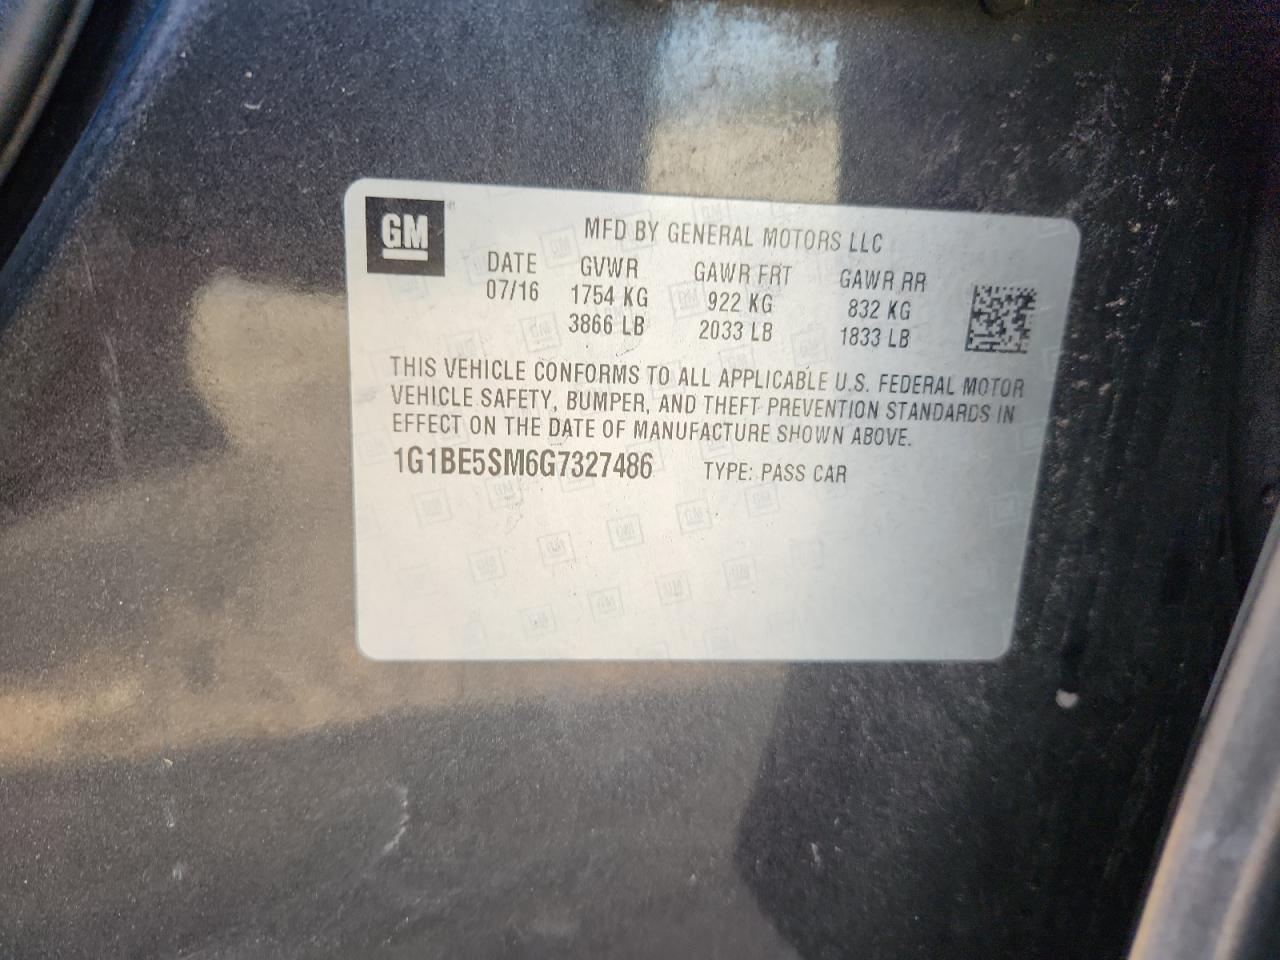 GM
MFD BY GENERAL MOTORS LLC
DATE GVWR GAWR FRT GAWR RR
07/16 1754 KG 922 KG 832 KG
3866 LB 2033 LB 1833 LB
THIS VEHICLE CONFORMS TO ALL APPLICABLE U.S. FEDERAL MOTOR
VEHICLE SAFETY, BUMPER, AND THEFT PREVENTION STANDARDS IN
EFFECT ON THE DATE OF MANUFACTURE SHOWN ABOVE.
1G1BE5SM6G7327486 TYPE: PASS CAR